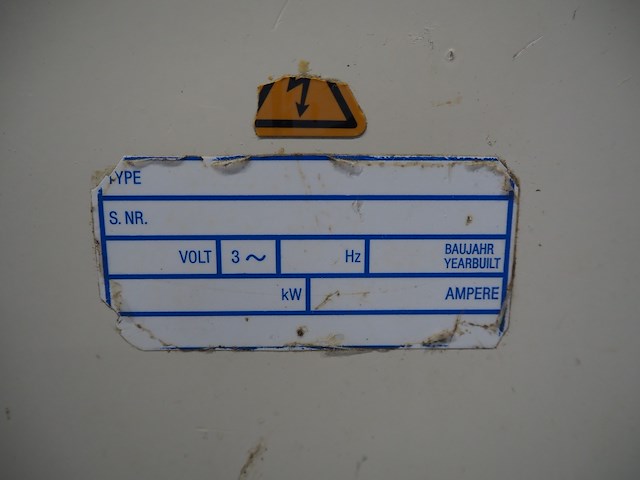 TYPE
S. NR.
VOLT 3 ~ Hz BAUJAHR
YEARBUILT
kW AMPERE